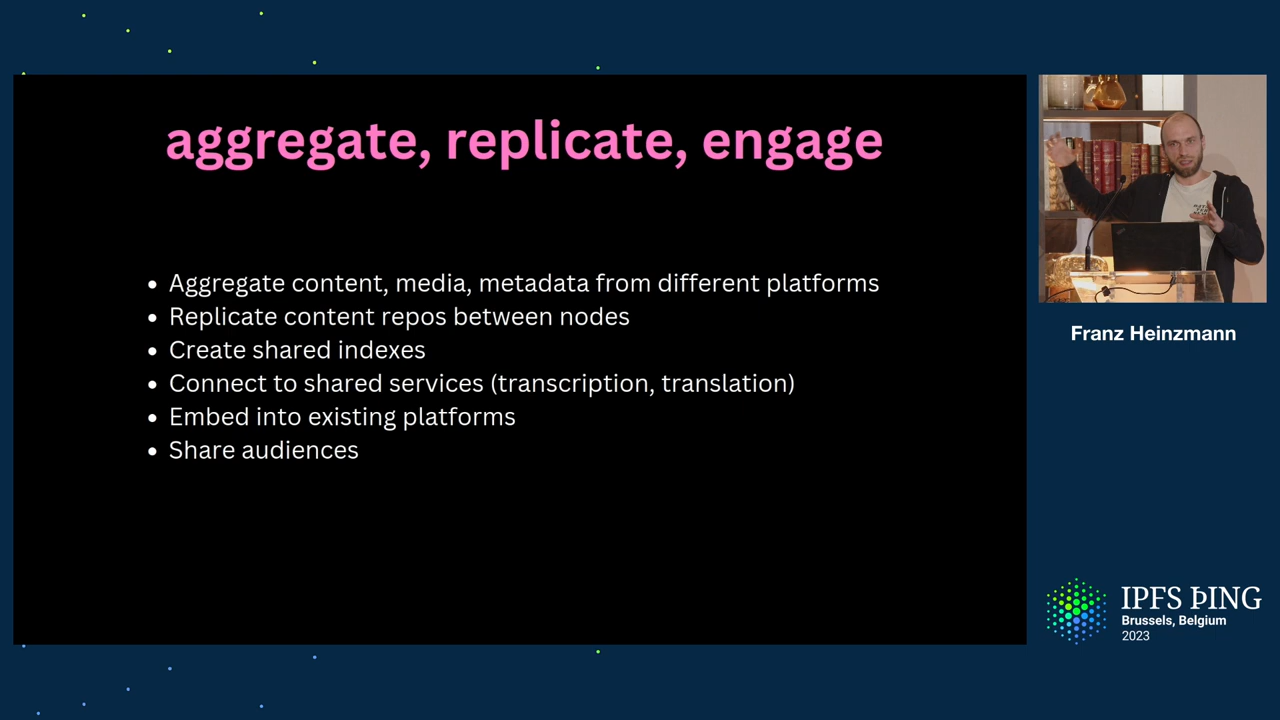 aggregate, replicate, engage
Aggregate content, media, metadata from different platforms
Replicate content repos between nodes
Create shared indexes
Connect to shared services (transcription, translation)
Embed into existing platforms
Share audiences
Franz Heinzmann
IPFS ÞING
Brussels, Belgium
2023